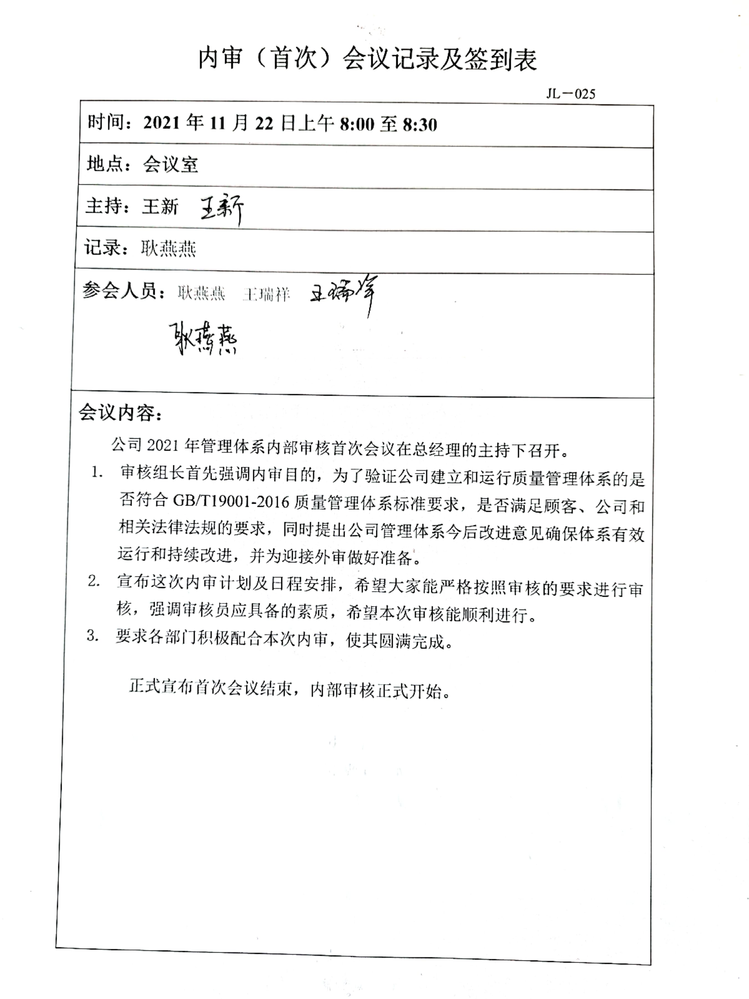 内审（首次）会议记录及签到表
JL－025
时间：2021 年 11 月 22 日上午 8:00 至 8:30
地点：会议室
主持：王新 王新
记录：耿燕燕
参会人员：耿燕燕 王瑞祥 王瑞祥
耿燕燕
会议内容：
公司 2021 年管理体系内部审核首次会议在总经理的主持下召开。
1. 审核组长首先强调内审目的，为了验证公司建立和运行质量管理体系的是
否符合 GB/T19001-2016 质量管理体系标准要求，是否满足顾客、公司和
相关法律法规的要求，同时提出公司管理体系今后改进意见确保体系有效
运行和持续改进，并为迎接外审做好准备。
2. 宣布这次内审计划及日程安排，希望大家能严格按照审核的要求进行审
核，强调审核员应具备的素质，希望本次审核能顺利进行。
3. 要求各部门积极配合本次内审，使其圆满完成。
正式宣布首次会议结束，内部审核正式开始。